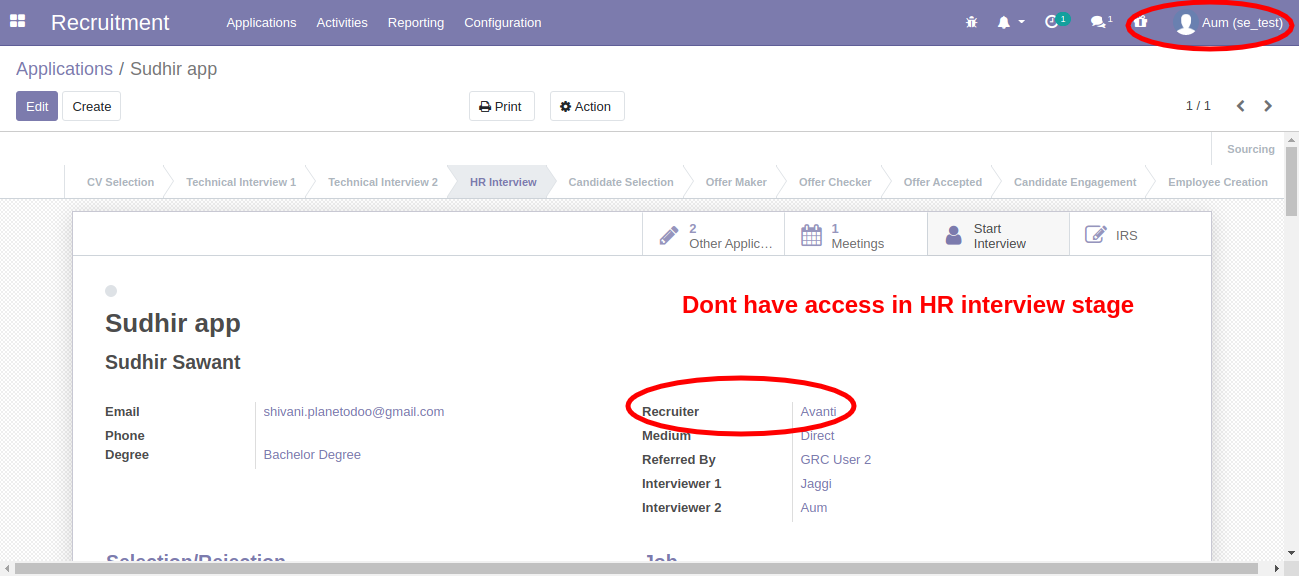 Recruitment Applications Activities Reporting Configuration 1 1 Aum (se_test)
Applications / Sudhir app
Edit Create Print Action 1 / 1
Sourcing
CV Selection Technical Interview 1 Technical Interview 2 HR Interview Candidate Selection Offer Maker Offer Checker Offer Accepted Candidate Engagement Employee Creation
2 Other Applic... 1 Meetings Start Interview IRS
Dont have access in HR interview stage
Sudhir app
Sudhir Sawant
Email shivani.planetodoo@gmail.com
Phone
Degree Bachelor Degree
Recruiter Avanti
Medium Direct
Referred By GRC User 2
Interviewer 1 Jaggi
Interviewer 2 Aum
Selection/Rejection Job